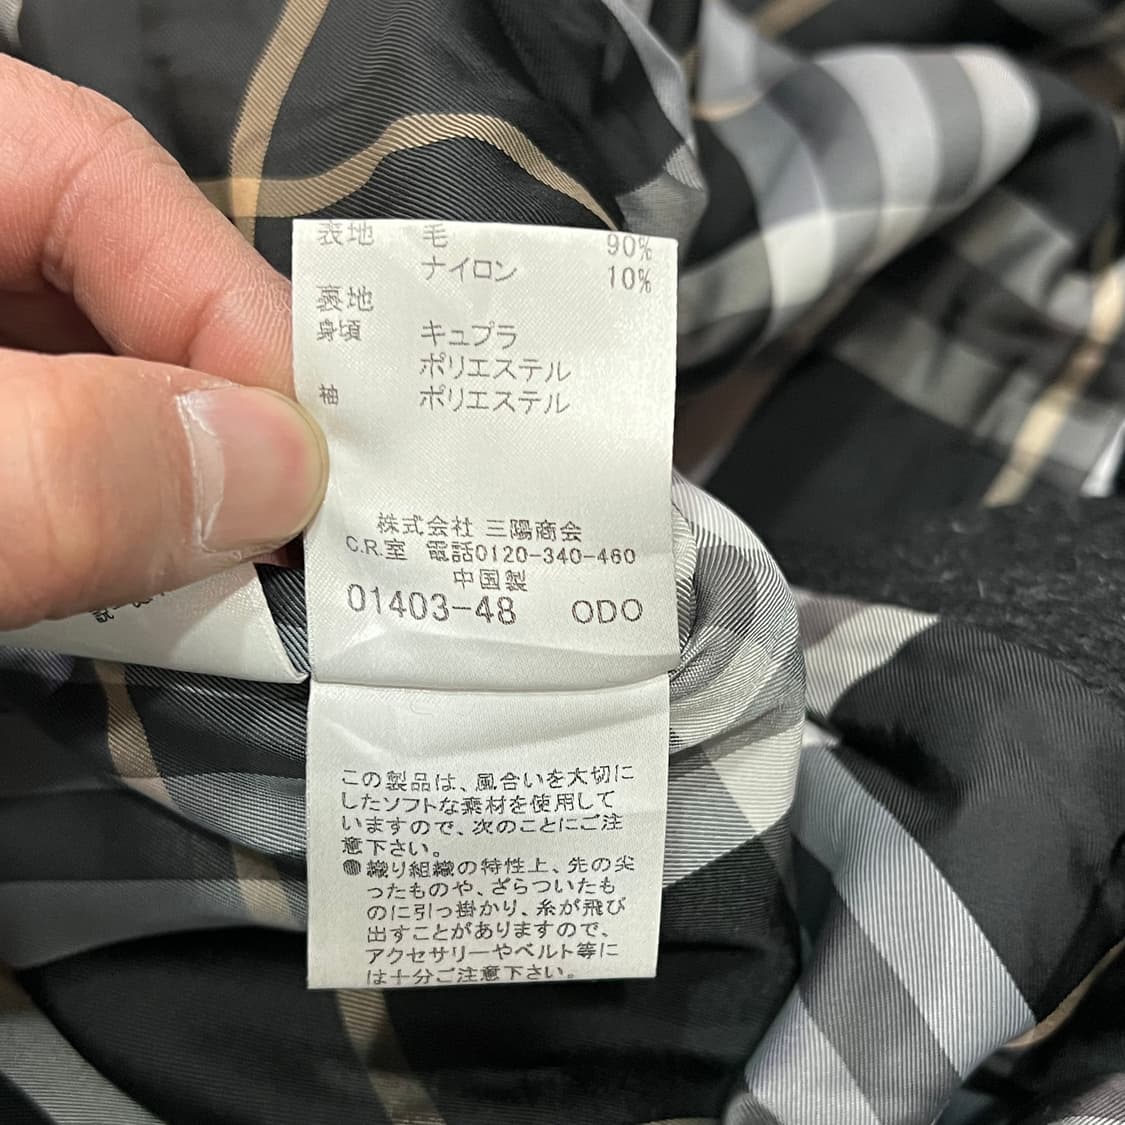 表地 毛 90%
ナイロン 10%
裏地
身頃 キュプラ
ポリエステル
袖 ポリエステル
株式会社 三陽商会
C.R.室 電話0120-340-460
中国製
01403-48 ODO
この製品は、風合いを大切に
したソフトな素材を使用して
いますので、次のことにご注
意下さい。
●織り組織の特性上、先の尖
ったものや、ざらついたも
のに引っ掛かり、糸が飛び
出すことがありますので、
アクセサリーやベルト等に
は十分ご注意下さい。